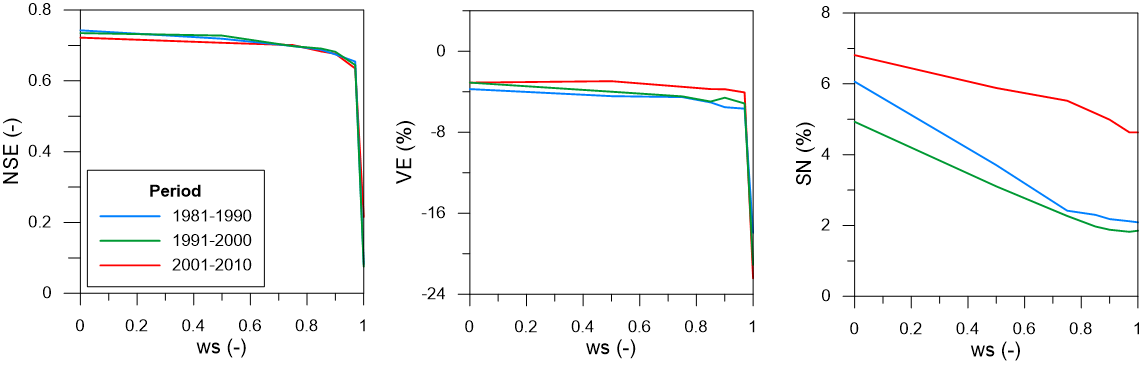 0.8
0.6
0.4
0.2
0
NSE (-)
Period
1981-1990
1991-2000
2001-2010
0 0.2 0.4 0.6 0.8 1
ws (-)
0
-8
-16
-24
VE (%)
0 0.2 0.4 0.6 0.8 1
ws (-)
8
6
4
2
0
SN (%)
0 0.2 0.4 0.6 0.8 1
ws (-)